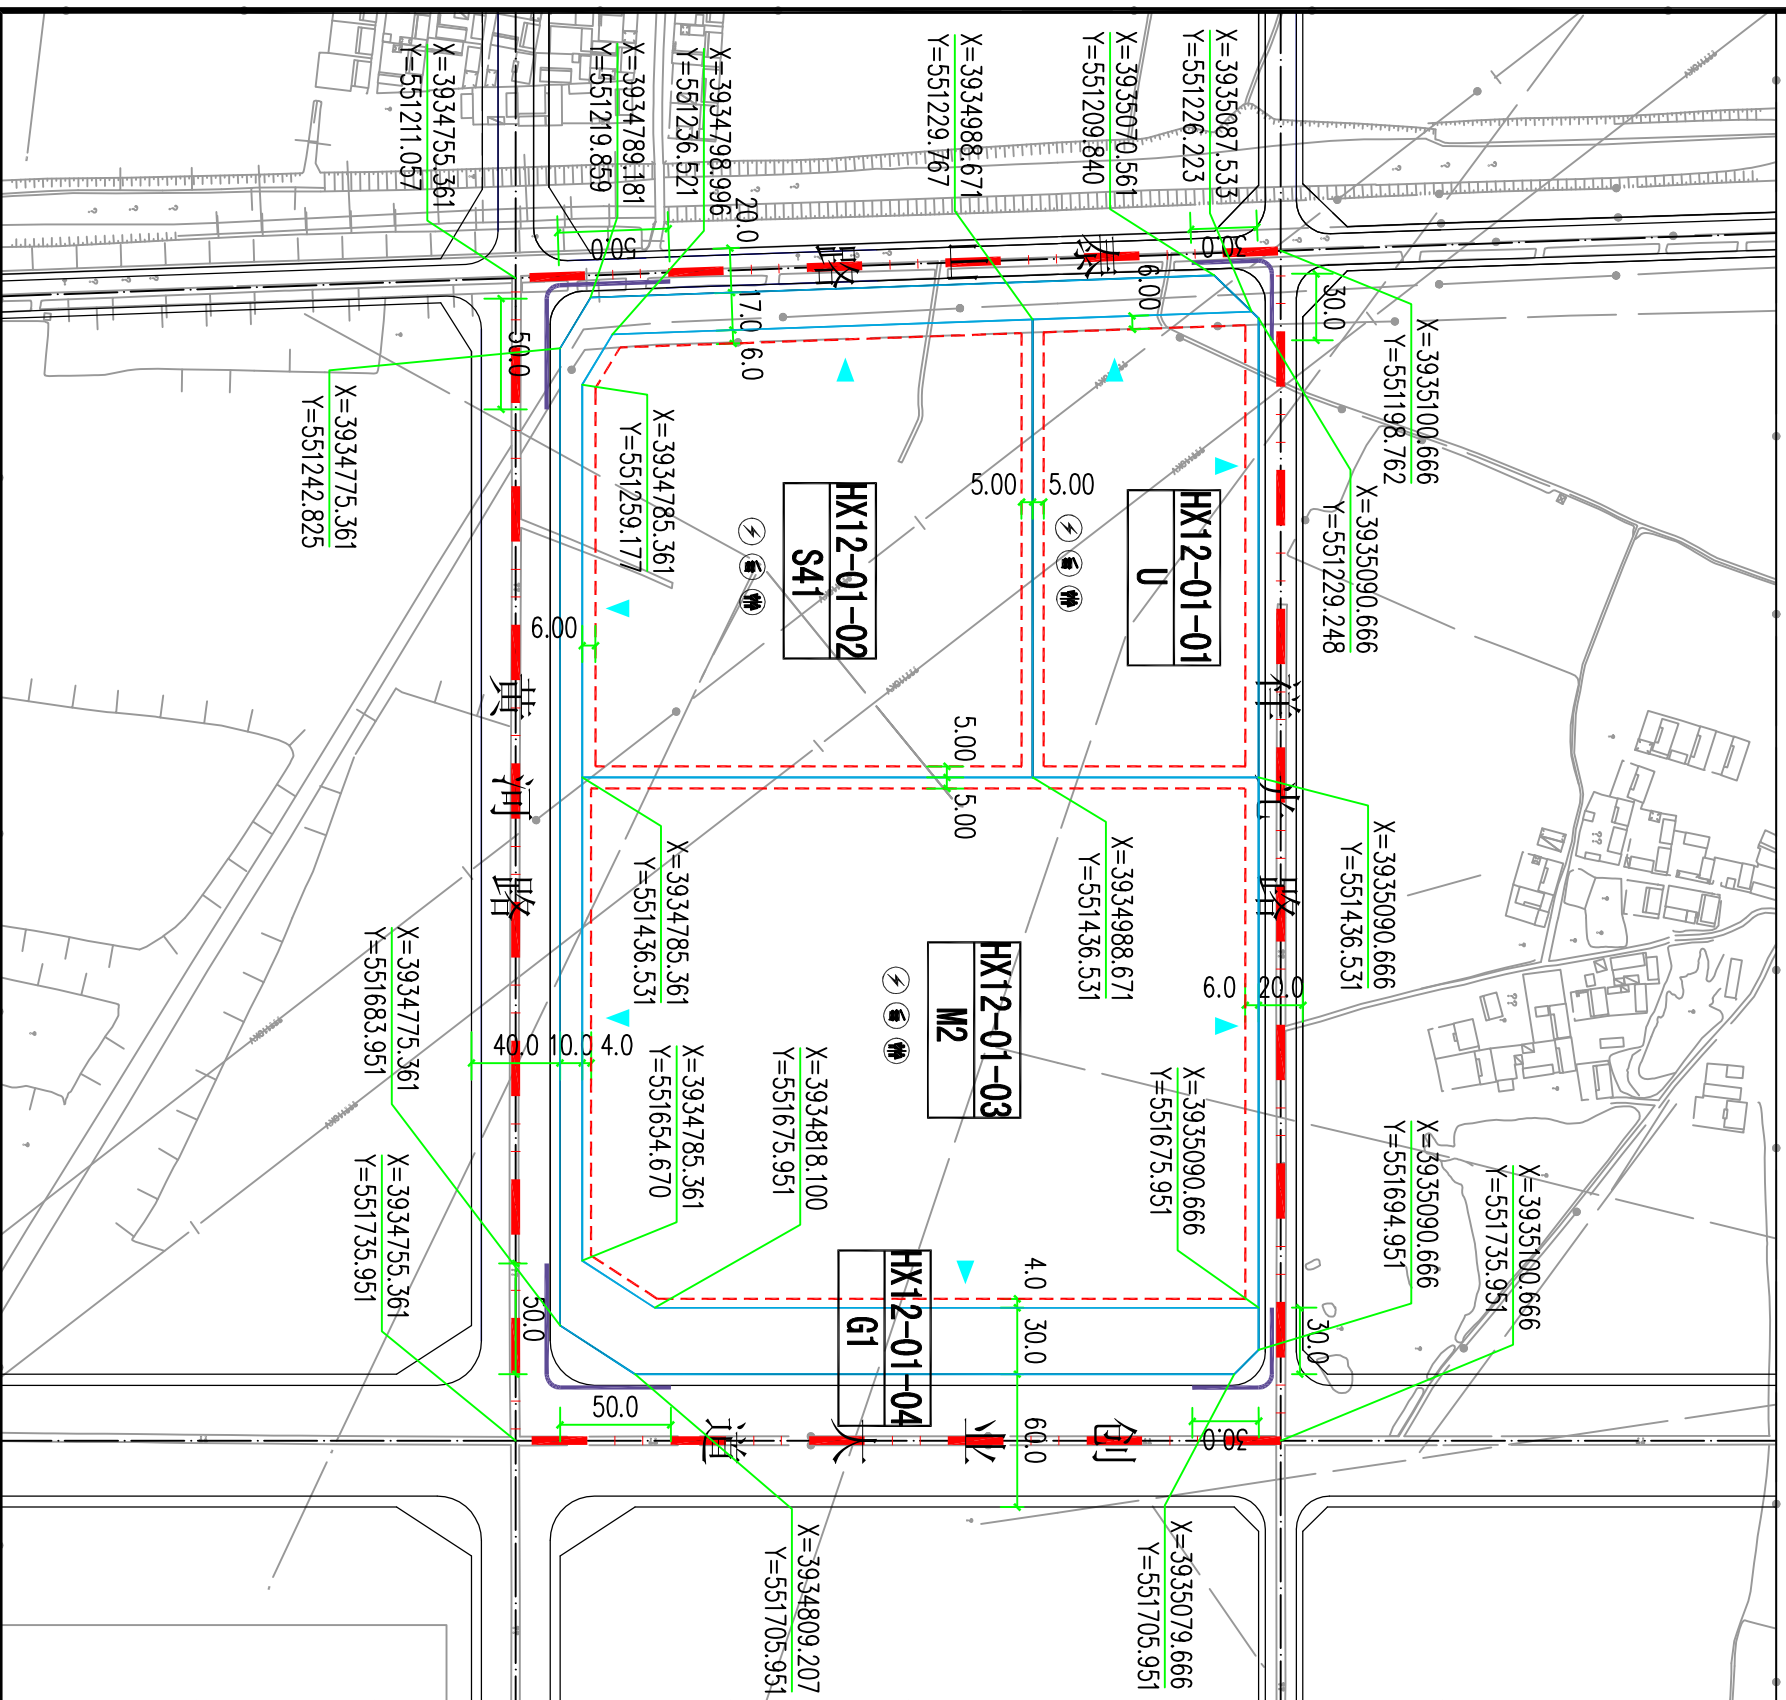 X=3934755.361
Y=551211.057
X=3934789.181
Y=551219.859
X=3934798.996
Y=551236.521
X=3934988.671
Y=551229.767
X=3935070.561
Y=551209.840
X=3935087.533
Y=551226.223
X=3935100.666
Y=551198.762
X=3935090.666
Y=551229.248
X=3934775.361
Y=551242.825
X=3934785.361
Y=551259.177
50.0
20.0
17.0
6.0
6.00
30.0
30.0
50.0
5.00
5.00
HX12-01-01
U
HX12-01-02
S41
6.00
5.00
5.00
黄河路
X=3935090.666
Y=551436.531
X=3934988.671
Y=551436.531
X=3934785.361
Y=551436.531
HX12-01-03
M2
6.0
20.0
40.0
10.0
4.0
X=3934775.361
Y=551683.951
X=3934755.361
Y=551735.951
X=3934785.361
Y=551654.670
X=3934818.100
Y=551675.951
X=3935090.666
Y=551675.951
X=3935090.666
Y=551694.951
X=3935100.666
Y=551735.951
HX12-01-04
G1
4.0
30.0
60.0
50.0
50.0
30.0
30.0
创业大道
X=3934809.207
Y=551705.951
X=3935079.666
Y=551705.951